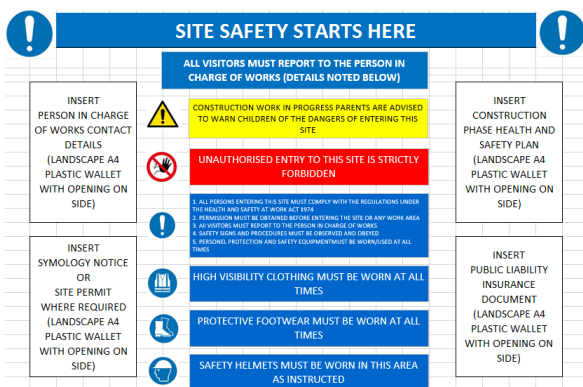 SITE SAFETY STARTS HERE
ALL VISITORS MUST REPORT TO THE PERSON IN
CHARGE OF WORKS (DETAILS NOTED BELOW)
INSERT
PERSON IN CHARGE
OF WORKS CONTACT
DETAILS
(LANDSCAPE A4
PLASTIC WALLET
WITH OPENING ON
SIDE)
INSERT
SYMOLOGY NOTICE
OR
SITE PERMIT
WHERE REQUIRED
(LANDSCAPE A4
PLASTIC WALLET
WITH OPENING ON
SIDE)
CONSTRUCTION WORK IN PROGRESS PARENTS ARE ADVISED
TO WARN CHILDREN OF THE DANGERS OF ENTERING THIS
SITE
UNAUTHORISED ENTRY TO THIS SITE IS STRICTLY
FORBIDDEN
1. ALL PERSONS ENTERING THIS SITE MUST COMPLY WITH THE REGULATIONS UNDER
THE HEALTH AND SAFETY AT WORK ACT 1974
2. PERMISSION MUST BE OBTAINED BEFORE ENTERING THE SITE OR ANY WORK AREA
3. All VISITORS MUST REPORT TO THE PERSON IN CHARGE OF WORKS
4. SAFETY SIGNS AND PROCEDURES MUST BE OBSERVED AND OBEYED
5. PERSONEL PROTECTION AND SAFETY EQUIPMENTMUST BE WORN/USED AT ALL
TIMES
HIGH VISIBILITY CLOTHING MUST BE WORN AT ALL
TIMES
PROTECTIVE FOOTWEAR MUST BE WORN AT ALL
TIMES
SAFETY HELMETS MUST BE WORN IN THIS AREA
AS INSTRUCTED
INSERT
CONSTRUCTION
PHASE HEALTH AND
SAFETY PLAN
(LANDSCAPE A4
PLASTIC WALLET
WITH OPENING ON
SIDE)
INSERT
PUBLIC LIABILITY
INSURANCE
DOCUMENT
(LANDSCAPE A4
PLASTIC WALLET
WITH OPENING ON
SIDE)